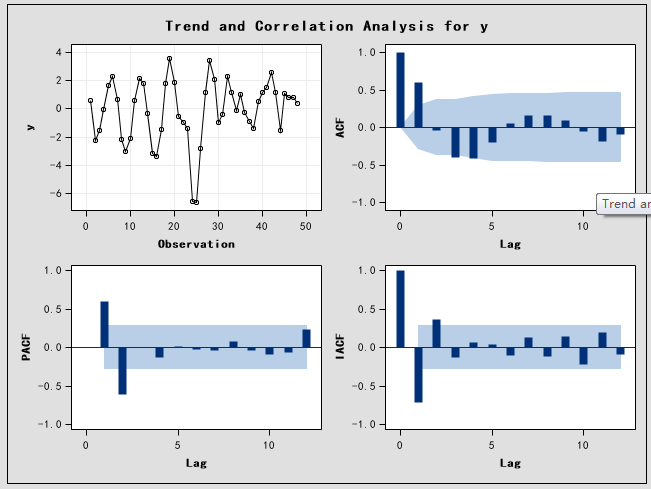 Trend and Correlation Analysis for y
4
2
0
-2
-4
-6
y
0 10 20 30 40 50
Observation
1.0
0.5
0.0
-0.5
-1.0
ACF
0 5 10
Lag
Trend ar
1.0
0.5
0.0
-0.5
-1.0
PACF
0 5 10
Lag
1.0
0.5
0.0
-0.5
-1.0
IACF
0 5 10
Lag